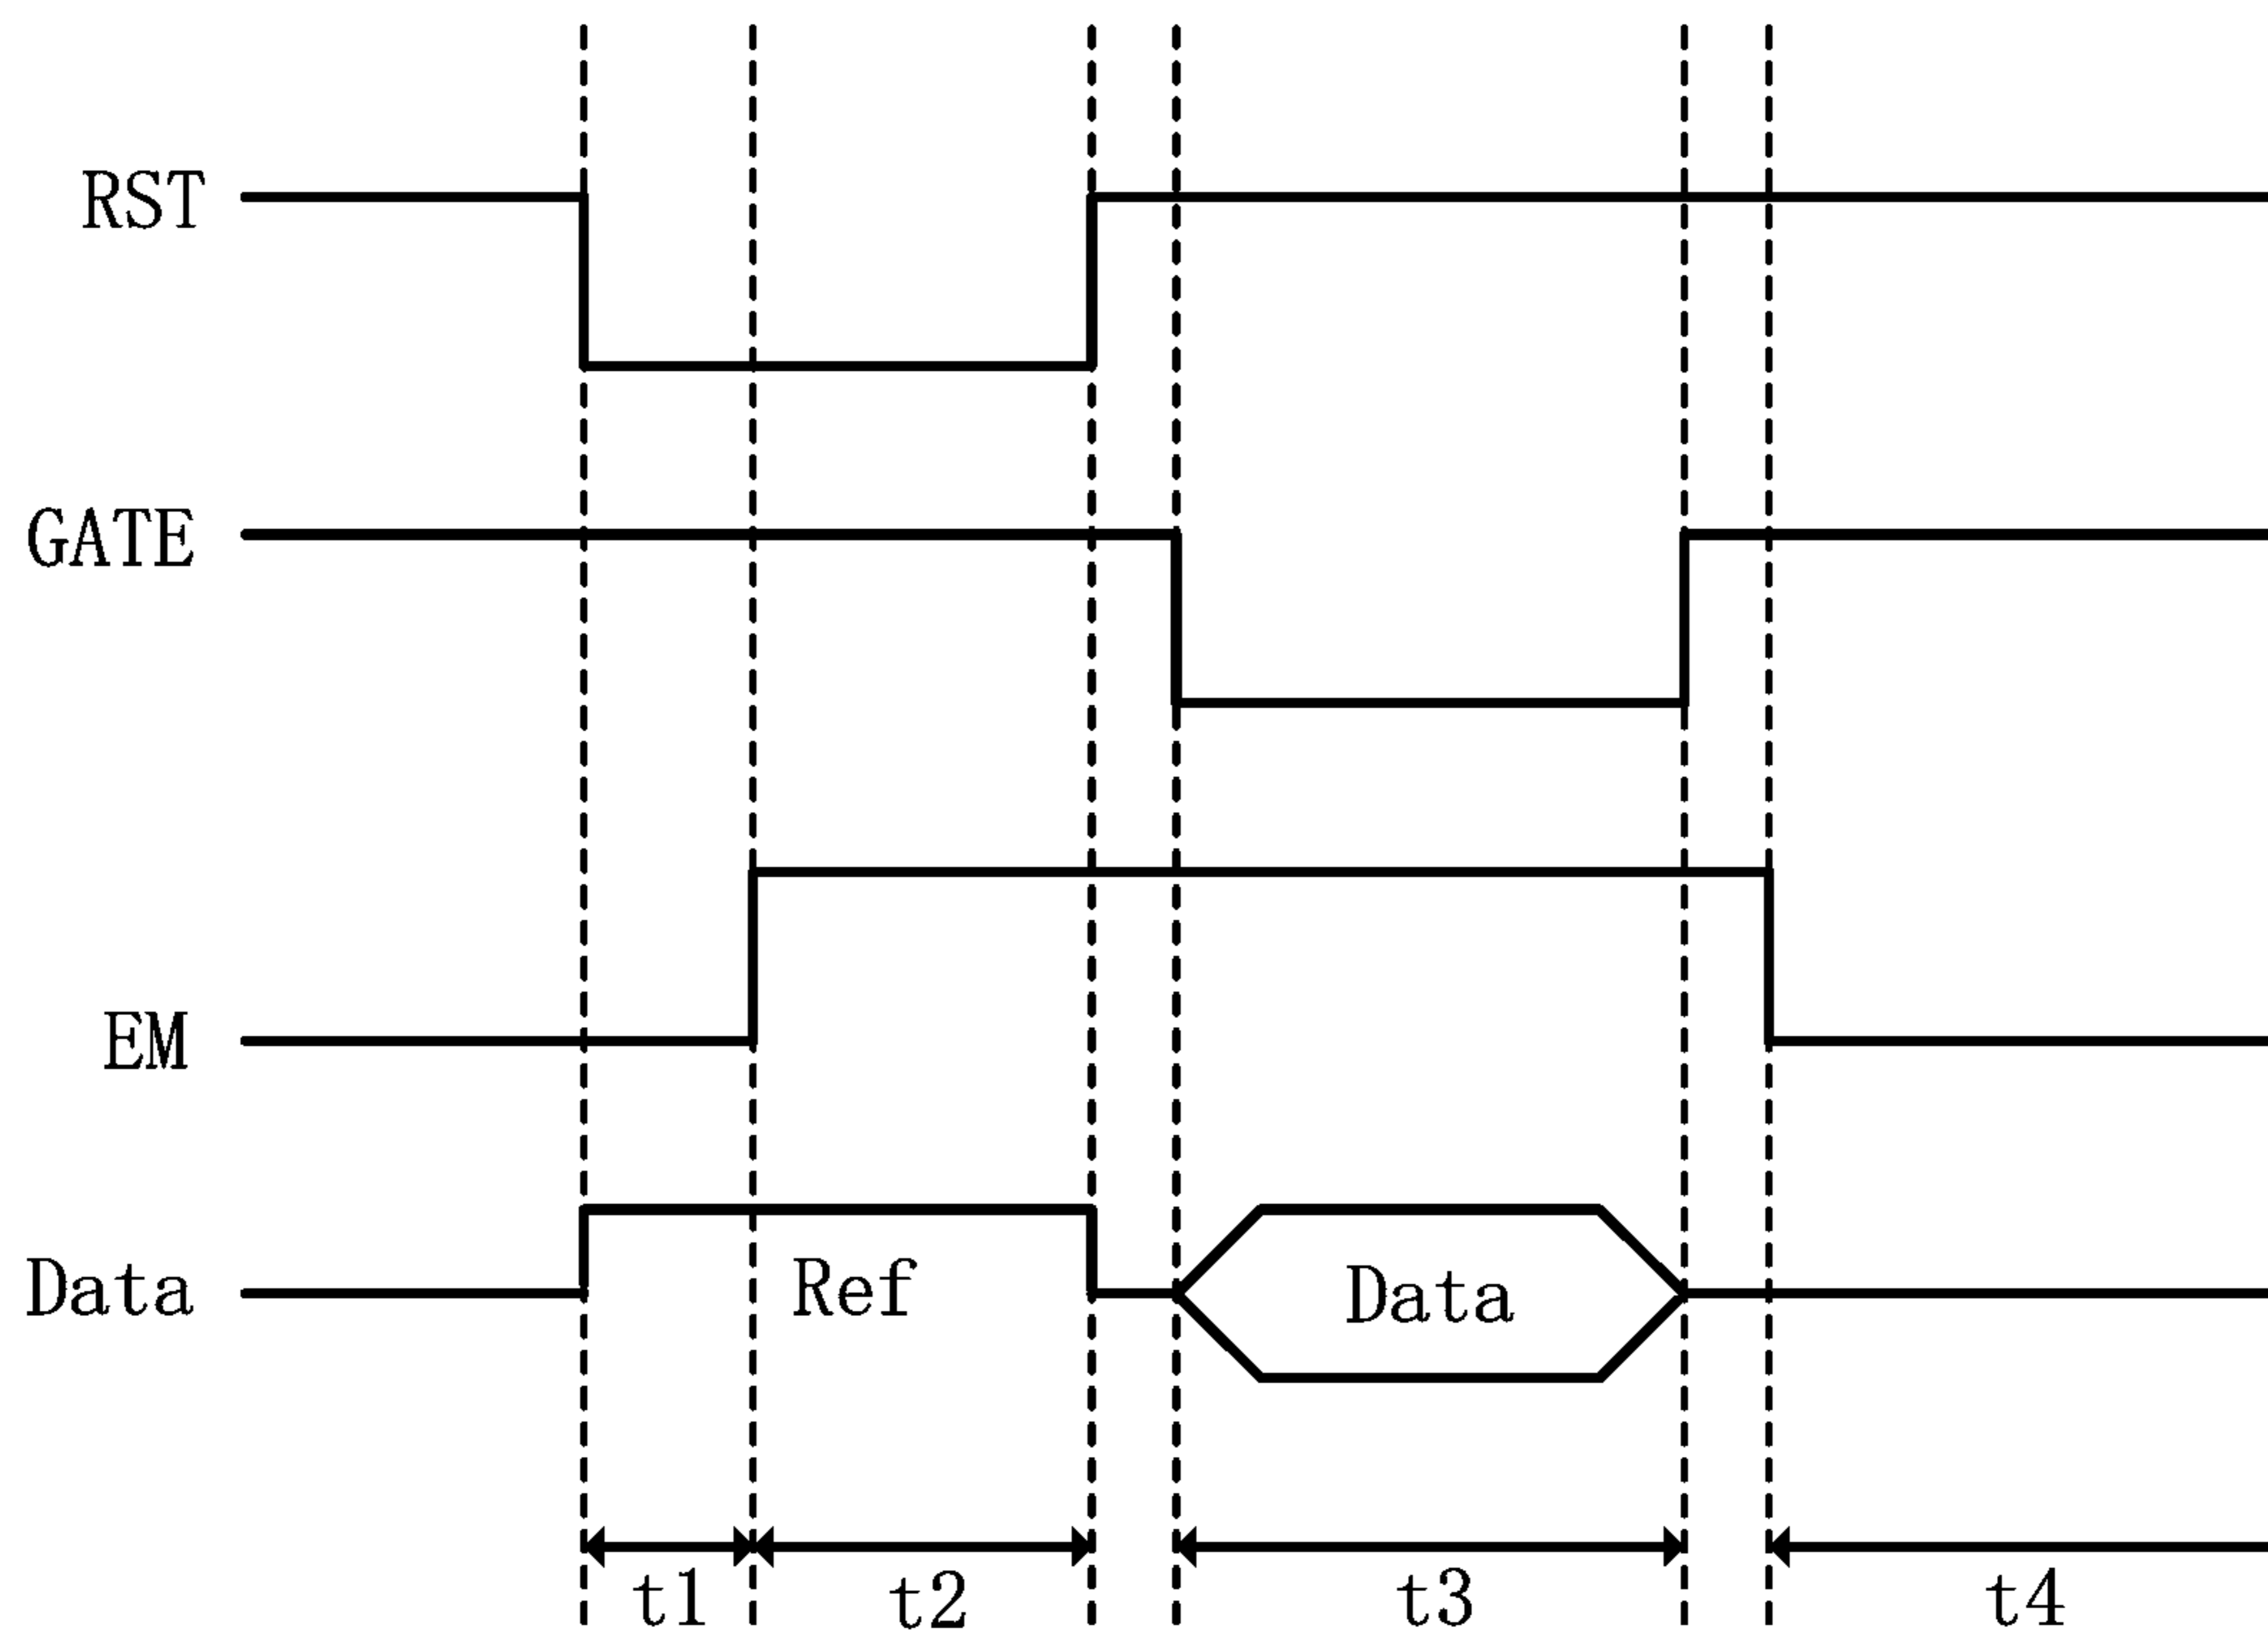 RST
GATE
EM
Data
Ref
Data
t1
t2
t3
t4